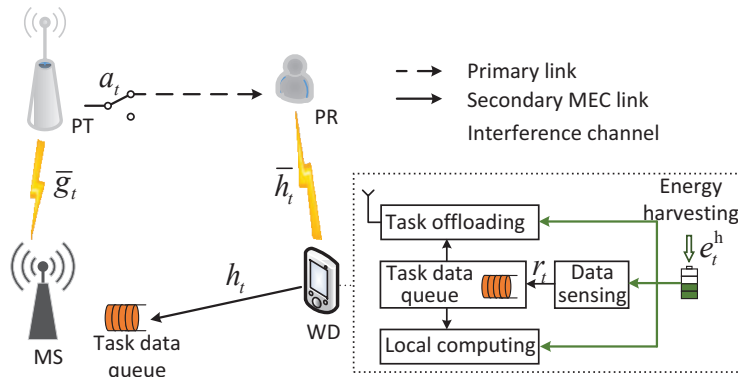 a_t
PT
PR
Primary link
Secondary MEC link
Interference channel
g̅_t
h̅_t
Energy
harvesting
e_t^h
Task offloading
Task data
queue
r_t
Data
sensing
Local computing
h_t
WD
MS
Task data
queue